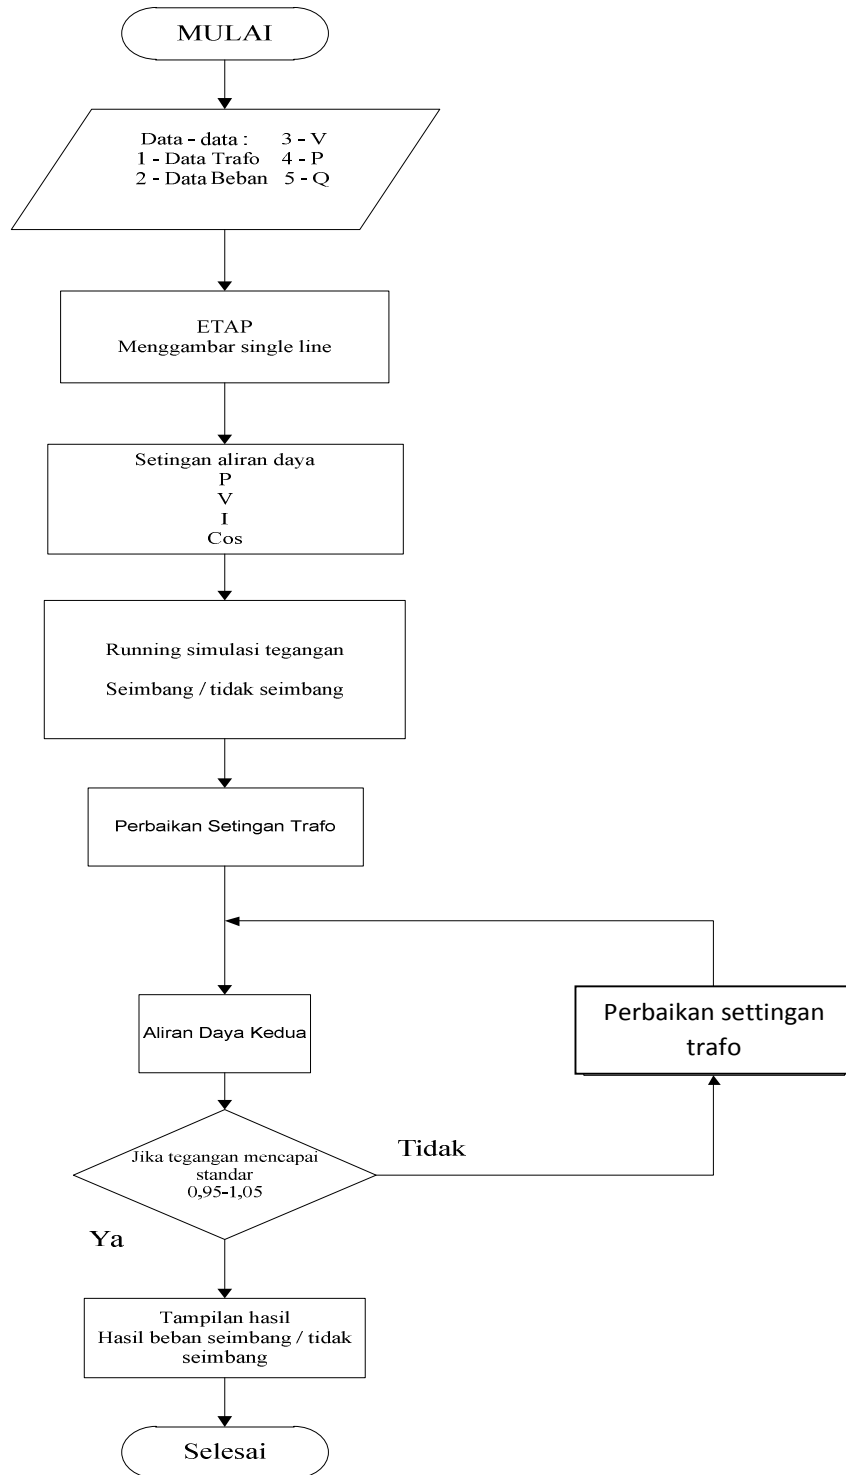 MULAI
Data - data : 3 - V
1 - Data Trafo 4 - P
2 - Data Beban 5 - Q
ETAP
Menggambar single line
Setingan aliran daya
P
V
I
Cos
Running simulasi tegangan
Seimbang / tidak seimbang
Perbaikan Setingan Trafo
Aliran Daya Kedua
Perbaikan settingan
trafo
Jika tegangan mencapai
standar
0,95-1,05
Tidak
Ya
Tampilan hasil
Hasil beban seimbang / tidak
seimbang
Selesai